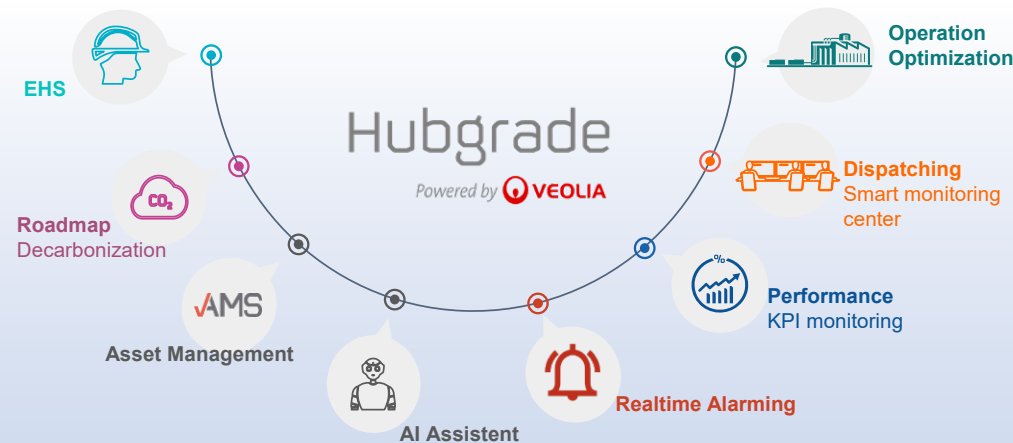 EHS
Operation
Optimization
Hubgrade
Powered by VEOLIA
CO₂
Roadmap
Decarbonization
Dispatching
Smart monitoring
center
AMS
Asset Management
%
Performance
KPI monitoring
AI Assistent
Realtime Alarming